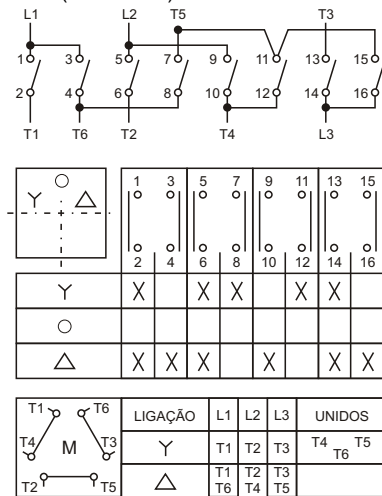 L1 L2 T5 T3
1 3 5 7 9 11 13 15
2 4 6 8 10 12 14 16
T1 T6 T2 T4 L3
1 3 5 7 9 11 13 15
2 4 6 8 10 12 14 16
Y X X X X X
X X X X X X
T1 T6 LIGAÇÃO L1 L2 L3 UNIDOS
T4 M T3 Y T1 T2 T3 T4 T6 T5
T2 T5 T1 T2 T3
T6 T4 T5